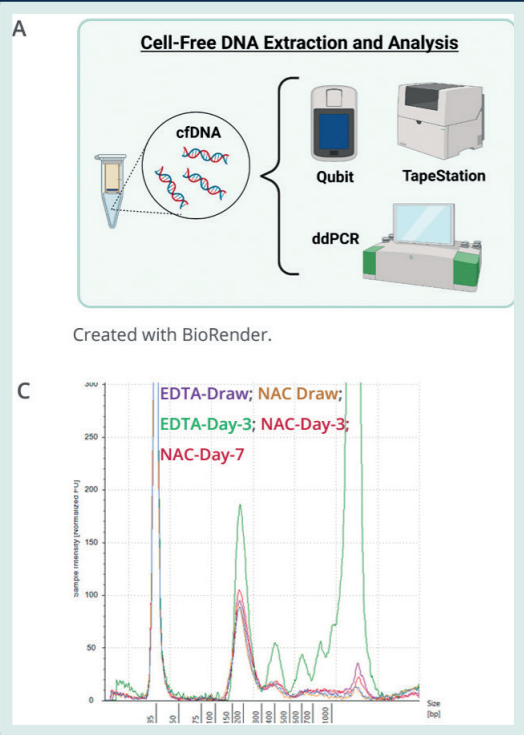 A
Cell-Free DNA Extraction and Analysis
cfDNA
Qubit
TapeStation
ddPCR
Created with BioRender.
C
EDTA-Draw; NAC Draw;
EDTA-Day-3; NAC-Day-3;
NAC-Day-7
Sample Intensity [Normalized FU]
300
250
200
150
100
50
0
35
50
75
100
150
200
300
400
500
600
700
1000
Size
[bp]